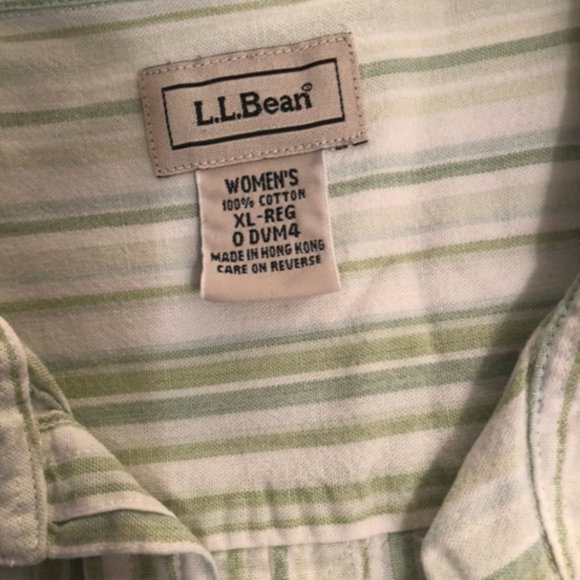 L.L.Bean®
WOMEN'S
100% COTTON
XL-REG
0 DVM4
MADE IN HONG KONG
CARE ON REVERSE